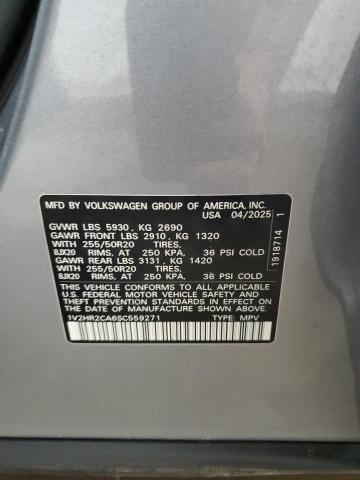 MFD. BY VOLKSWAGEN GROUP OF AMERICA, INC.
USA 04/2025
GVWR LBS 5930, KG 2690
GAWR FRONT LBS 2910, KG 1320
WITH 255/50R20 TIRES,
8JX20 RIMS, AT 250 KPA, 36 PSI COLD
GAWR REAR LBS 3131, KG 1420
WITH 255/50R20 TIRES,
8JX20 RIMS, AT 250 KPA, 36 PSI COLD
THIS VEHICLE CONFORMS TO ALL APPLICABLE
U.S. FEDERAL MOTOR VEHICLE SAFETY AND
THEFT PREVENTION STANDARDS IN EFFECT ON
THE DATE OF MANUFACTURE SHOWN ABOVE.
1V2HR2CA6SC559271 TYPE: MPV
1918714 1